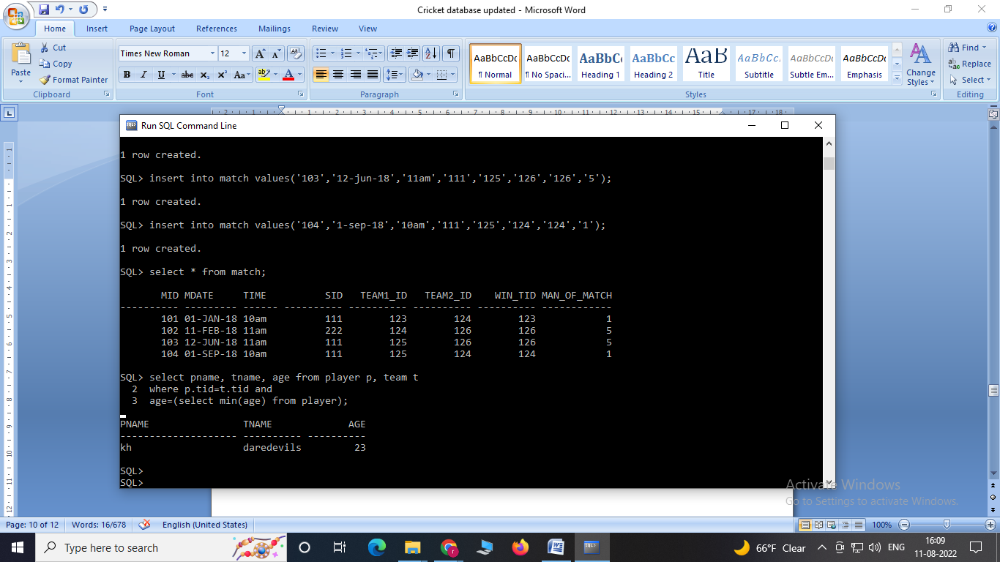 Cricket database updated - Microsoft Word
Home Insert Page Layout References Mailings Review View
Paste
Cut
Copy
Format Painter
Clipboard
Times New Roman 12
B I U abc X₂ X² Aa
Font
Paragraph
AaBbCcDc AaBbCcDc AaBbC AaBbCc AaB AaBbCc. AaBbCcDc AaBbCcDc
¶ Normal ¶ No Spaci... Heading 1 Heading 2 Title Subtitle Subtle Em... Emphasis
Change Styles
Styles
Find
Replace
Select
Editing
Run SQL Command Line
1 row created.
SQL> insert into match values('103','12-jun-18','11am','111','125','126','126','5');
1 row created.
SQL> insert into match values('104','1-sep-18','10am','111','125','124','124','1');
1 row created.
SQL> select * from match;
MID MDATE TIME SID TEAM1_ID TEAM2_ID WIN_TID MAN_OF_MATCH
---------- --------- ------ ---------- ---------- ---------- ---------- ------------
101 01-JAN-18 10am 111 123 124 123 1
102 11-FEB-18 11am 222 124 126 126 5
103 12-JUN-18 11am 111 125 126 126 5
104 01-SEP-18 10am 111 125 124 124 1
SQL> select pname, tname, age from player p, team t
2 where p.tid=t.tid and
3 age=(select min(age) from player);
PNAME TNAME AGE
-------------------- ---------- ----------
kh daredevils 23
SQL>
SQL>
Activate Windows
Go to Settings to activate Windows.
Page: 10 of 12 Words: 16/678 English (United States) 100%
Type here to search
66°F Clear ENG 16:09
11-08-2022